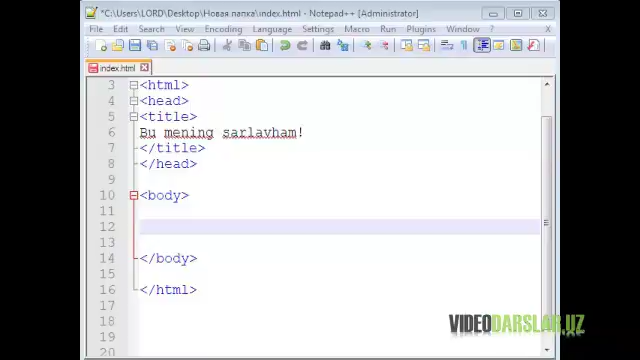 *C:\Users\LORD\Desktop\Новая папка\index.html - Notepad++ [Administrator]
File Edit Search View Encoding Language Settings Macro Run Plugins Window ?
index.html
3 <html>
4 <head>
5 <title>
6 Bu mening sarlavham!
7 </title>
8 </head>
9
10 <body>
11
12
13
14 </body>
15
16 </html>
17
18
19
20
VIDEODARSLAR.UZ